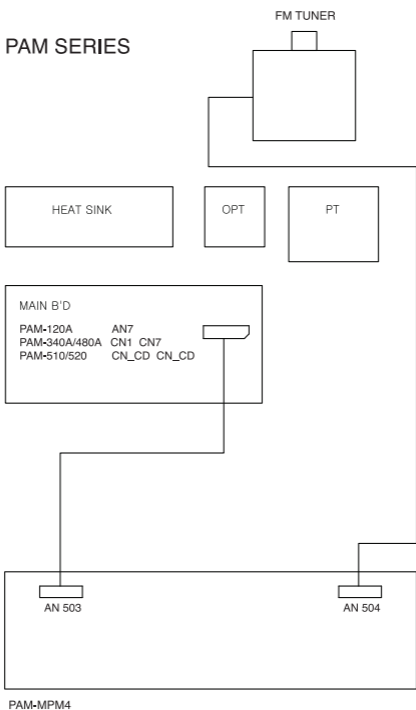 FM TUNER
PAM SERIES
HEAT SINK
OPT
PT
MAIN B'D
PAM-120A AN7
PAM-340A/480A CN1 CN7
PAM-510/520 CN_CD CN_CD
AN 503
AN 504
PAM-MPM4